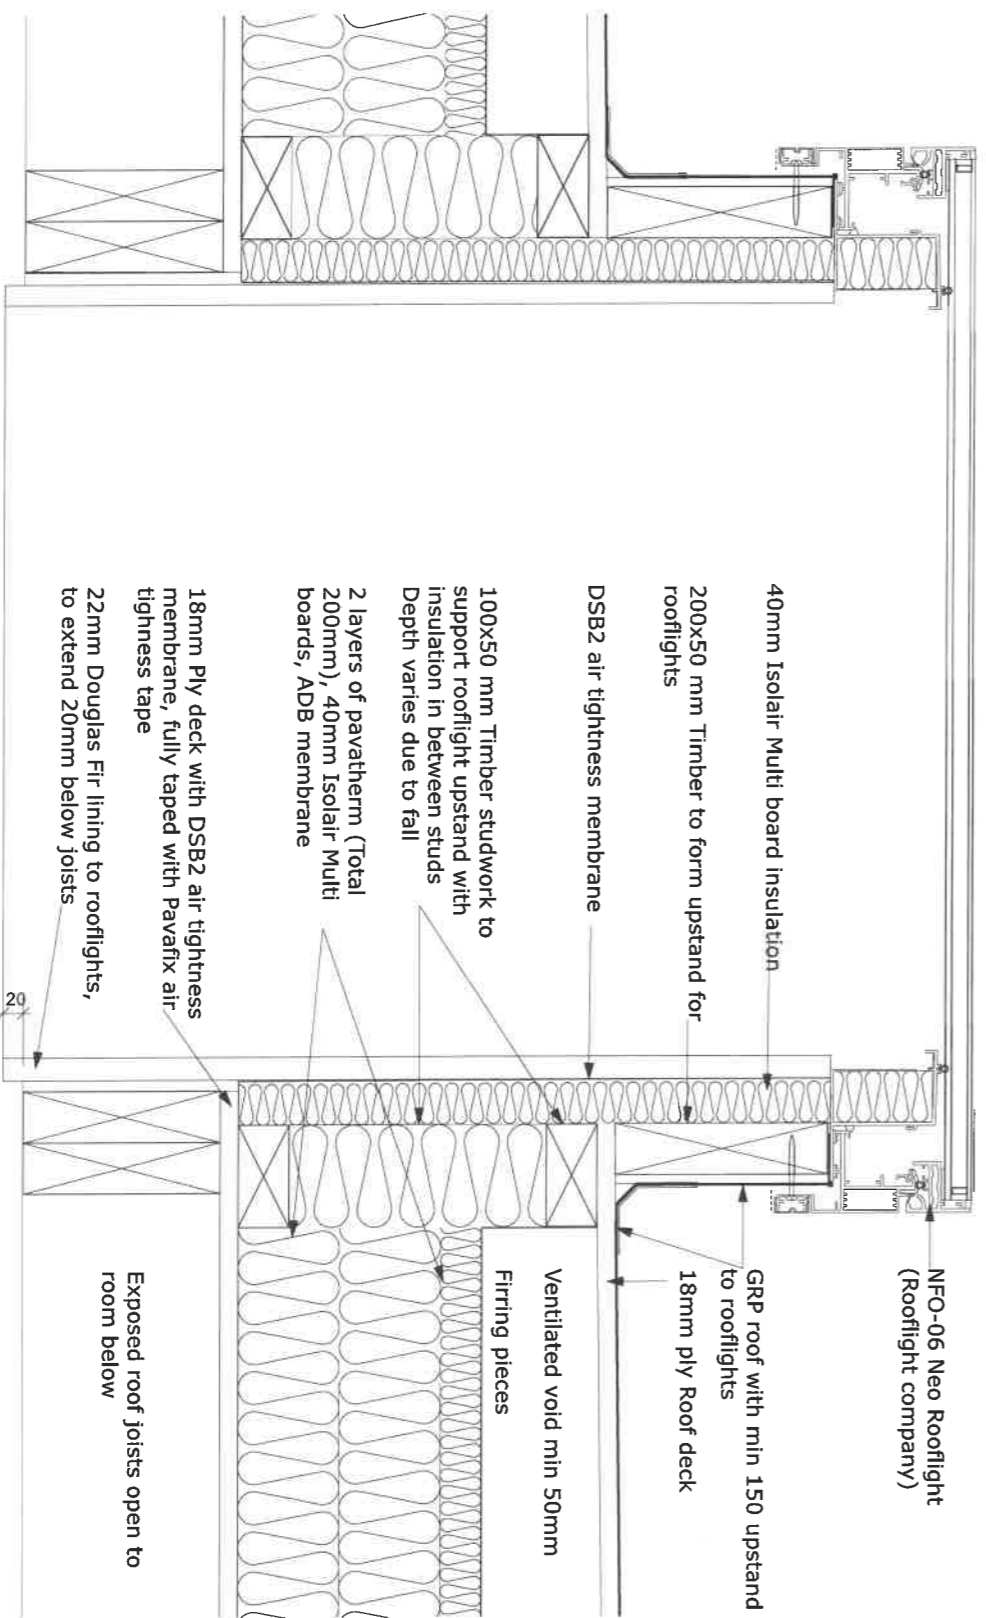 NFO-06 Neo Rooflight
(Rooflight company)
GRP roof with min 150 upstand
to rooflights
18mm ply Roof deck
Ventilated void min 50mm
Firring pieces
Exposed roof joists open to
room below
40mm Isolair Multi board insulation
200x50 mm Timber to form upstand for
rooflights
DSB2 air tightness membrane
100x50 mm Timber studwork to
support rooflight upstand with
insulation in between studs
Depth varies due to fall
2 layers of pavatherm (Total
200mm), 40mm Isolair Multi
boards, ADB membrane
18mm Ply deck with DSB2 air tightness
membrane, fully taped with Pavafix air
tighness tape
22mm Douglas Fir lining to rooflights,
to extend 20mm below joists
20